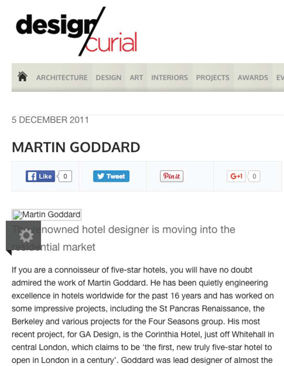 design
curial
ARCHITECTURE DESIGN ART INTERIORS PROJECTS AWARDS EV
5 DECEMBER 2011
MARTIN GODDARD
Like 0 Tweet Pin it +1 0
Martin Goddard
renowned hotel designer is moving into the
residential market
If you are a connoisseur of five-star hotels, you will have no doubt
admired the work of Martin Goddard. He has been quietly engineering
excellence in hotels worldwide for the past 16 years and has worked on
some impressive projects, including the St Pancras Renaissance, the
Berkeley and various projects for the Four Seasons group. His most
recent project, for GA Design, is the Corinthia Hotel, just off Whitehall in
central London, which claims to be 'the first, new truly five-star hotel to
open in London in a century'. Goddard was lead designer of almost the